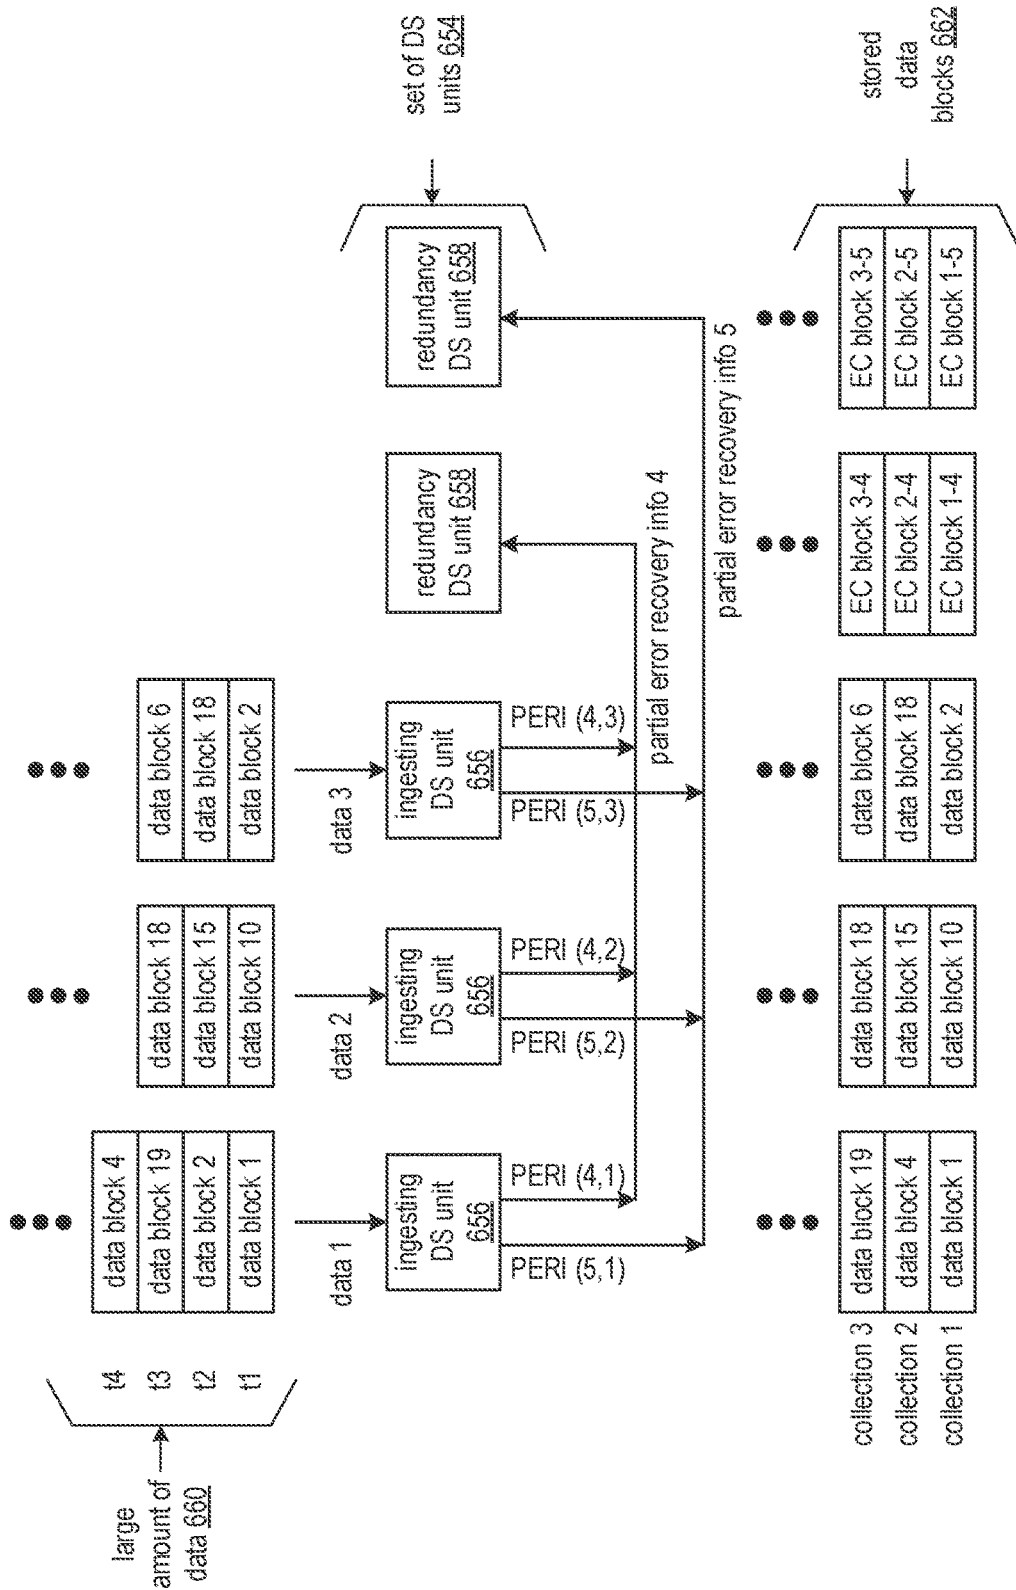 large
amount of
data 660
t4
t3
t2
t1
data block 4
data block 19
data block 2
data block 1
data block 18
data block 15
data block 10
data block 6
data block 18
data block 2
data 1
data 2
data 3
ingesting
DS unit
656
ingesting
DS unit
656
ingesting
DS unit
656
redundancy
DS unit 658
redundancy
DS unit 658
set of DS
units 654
PERI (5,1)
PERI (4,1)
PERI (5,2)
PERI (4,2)
PERI (5,3)
PERI (4,3)
partial error recovery info 4
partial error recovery info 5
collection 3
collection 2
collection 1
data block 19
data block 4
data block 1
data block 18
data block 15
data block 10
data block 6
data block 18
data block 2
EC block 3-4
EC block 2-4
EC block 1-4
EC block 3-5
EC block 2-5
EC block 1-5
stored
data
blocks 662